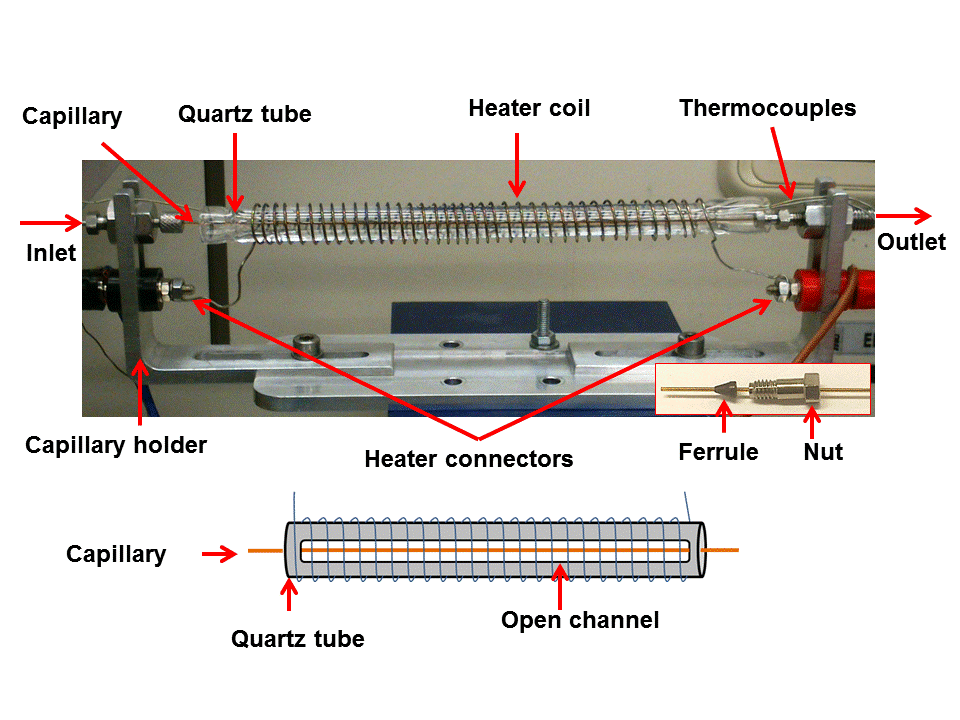 Capillary
Quartz tube
Heater coil
Thermocouples
Inlet
Outlet
Capillary holder
Heater connectors
Ferrule
Nut
Capillary
Open channel
Quartz tube